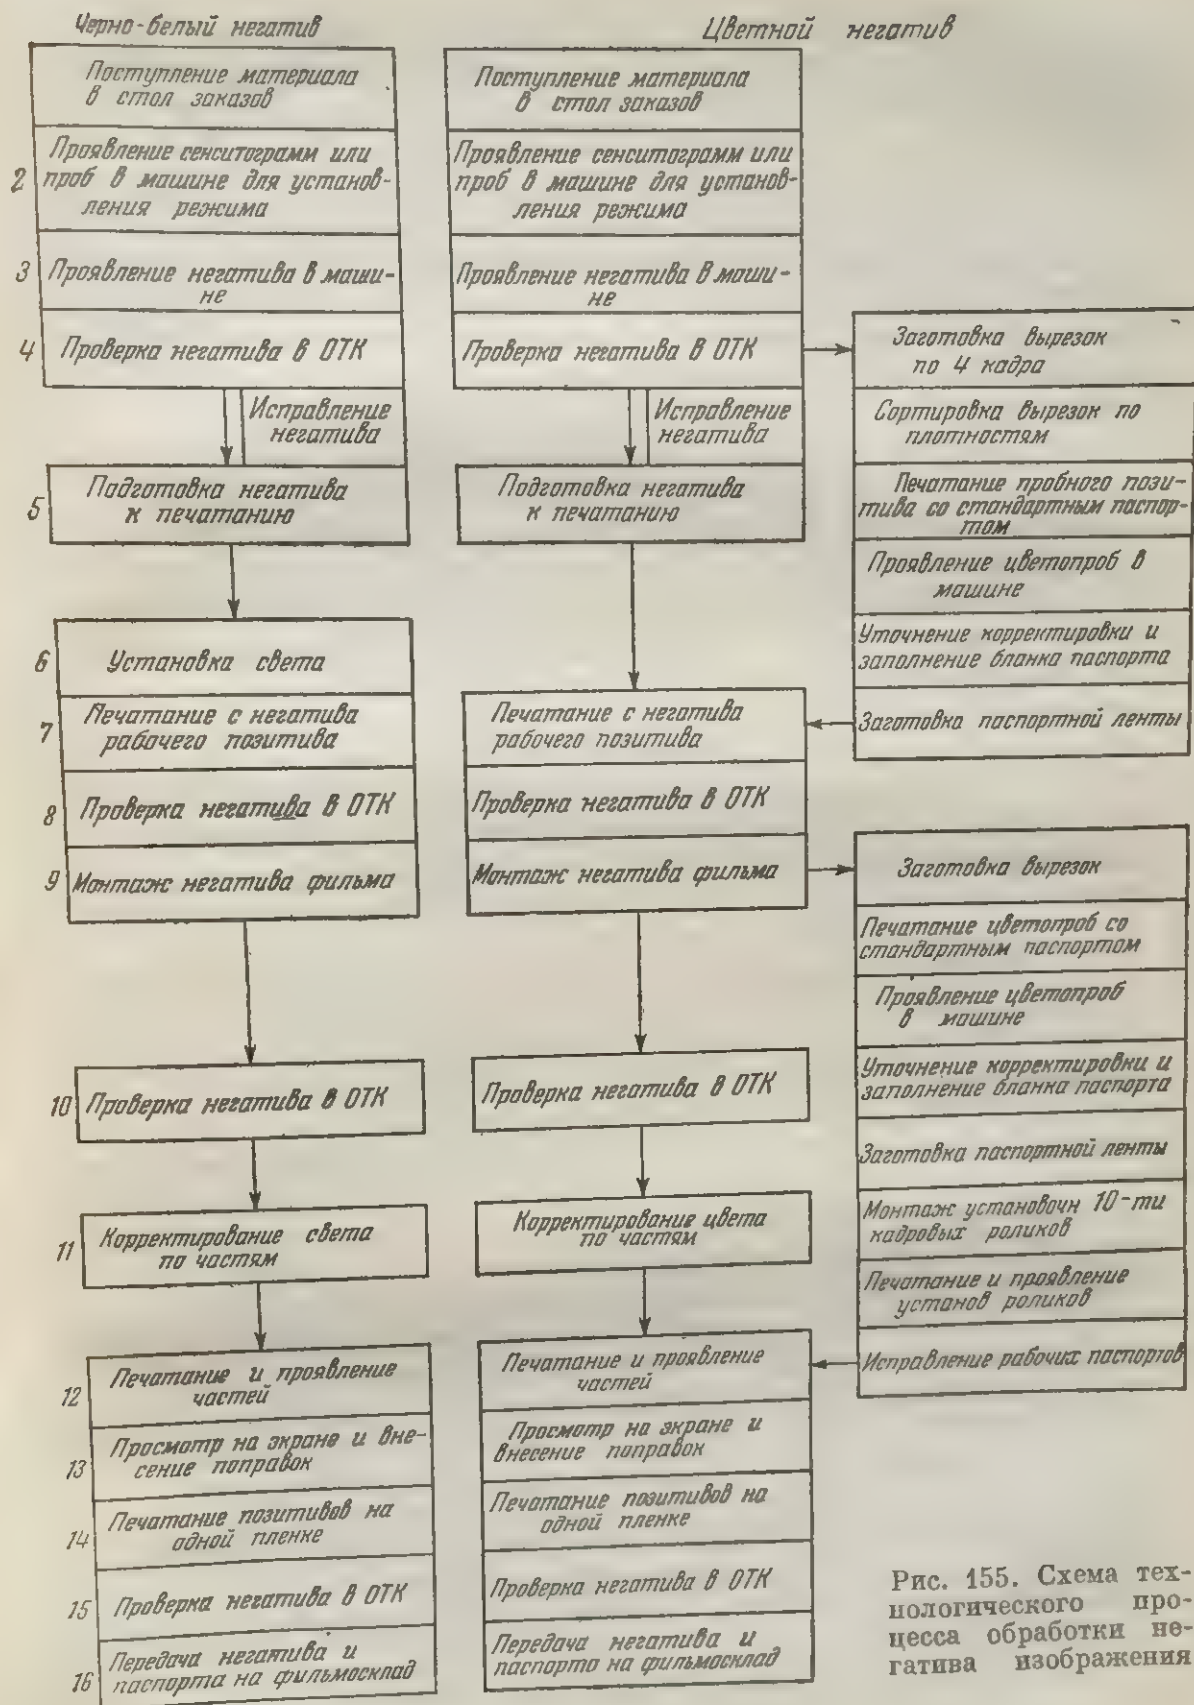 Черно-белый негатив
Поступление материала
в стол заказов
2 Проявление сенситограмм или
проб в машине для установ-
ления режима
3 Проявление негатива в маши-
не
4 Проверка негатива в ОТК
Исправление
негатива
5 Подготовка негатива
к печатанию
6 Установка света
7 Печатание с негатива
рабочего позитива
8 Проверка негатива в ОТК
9 Монтаж негатива фильма
10 Проверка негатива в ОТК
11 Корректирование света
по частям
12 Печатание и проявление
частей
13 Просмотр на экране и вне-
сение поправок
14 Печатание позитивов на
одной пленке
15 Проверка негатива в ОТК
16 Передача негатива и
паспорта на фильмосклад
Цветной негатив
Поступление материала
в стол заказов
Проявление сенситограмм или
проб в машине для установ-
ления режима
Проявление негатива в маши-
не
Проверка негатива в ОТК
Исправление
негатива
Подготовка негатива
к печатанию
Печатание с негатива
рабочего позитива
Проверка негатива в ОТК
Монтаж негатива фильма
Проверка негатива в ОТК
Корректирование цвета
по частям
Печатание и проявление
частей
Просмотр на экране и
внесение поправок
Печатание позитивов на
одной пленке
Проверка негатива в ОТК
Передача негатива и
паспорта на фильмосклад
Заготовка вырезок
по 4 кадра
Сортировка вырезок по
плотностям
Печатание пробного пози-
тива со стандартным паспор-
том
Проявление цветопроб в
машине
Уточнение корректировки и
заполнение бланка паспорта
Заготовка паспортной ленты
Заготовка вырезок
Печатание цветопроб со
стандартным паспортом
Проявление цветопроб
в машине
Уточнение корректировки и
заполнение бланка паспорта
Заготовка паспортной ленты
Монтаж установочн 10-ти
кадровых роликов
Печатание и проявление
установ роликов
Исправление рабочих паспортов
Рис. 155. Схема тех-
нологического про-
цесса обработки не-
гатива изображения